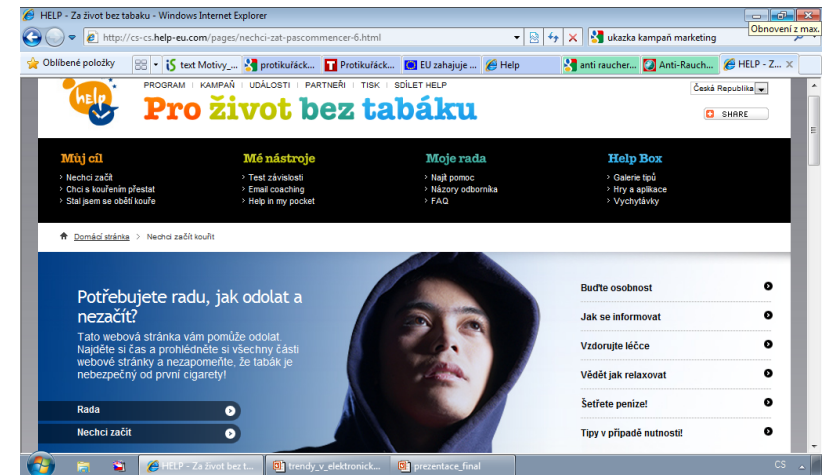 HELP - Za život bez tabaku - Windows Internet Explorer
Obnovení z max.
http://cs-cs.help-eu.com/pages/nechci-zat-pascommencer-6.html
ukazka kampaň marketing
Oblíbené položky
text Motivy_...
protikuřáck...
Protikuřáck...
EU zahajuje ...
Help
anti raucher...
Anti-Rauch...
HELP - Z...
PROGRAM | KAMPAŇ | UDÁLOSTI | PARTNEŘI | TISK | SDÍLET HELP
Česká Republika
help
Pro život bez tabáku
SHARE
Můj cíl
> Nechci začít
> Chci s kouřením přestat
> Stal jsem se obětí kouře
Mé nástroje
> Test závislosti
> Email coaching
> Help in my pocket
Moje rada
> Najít pomoc
> Názory odborníka
> FAQ
Help Box
> Galerie tipů
> Hry a aplikace
> Vychytávky
Domácí stránka > Nechci začít kouřit
Potřebujete radu, jak odolat a
nezačít?
Tato webová stránka vám pomůže odolat.
Najděte si čas a prohlédněte si všechny části
webové stránky a nezapomeňte, že tabák je
nebezpečný od první cigarety!
Rada
Nechci začít
Buďte osobnost
Jak se informovat
Vzdorujte léčce
Vědět jak relaxovat
Šetřete penize!
Tipy v případě nutnosti!
HELP - Za život bez t...
trendy_v_elektronick...
prezentace_final
CS